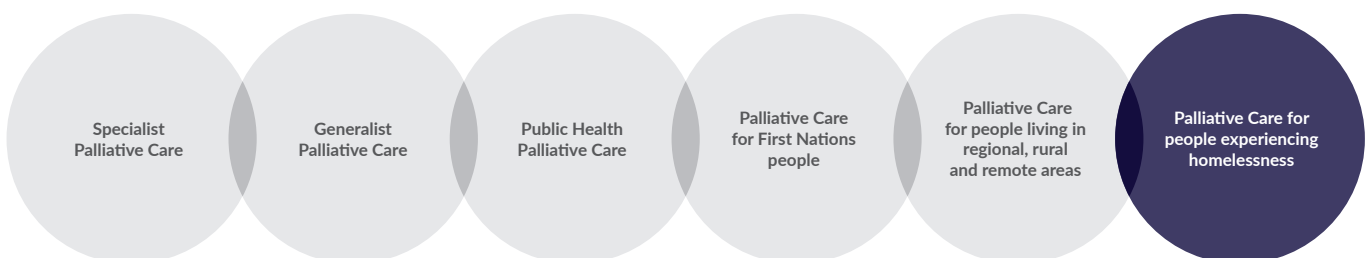 Specialist
Palliative Care
Generalist
Palliative Care
Public Health
Palliative Care
Palliative Care
for First Nations
people
Palliative Care
for people living in
regional, rural
and remote areas
Palliative Care for
people experiencing
homelessness